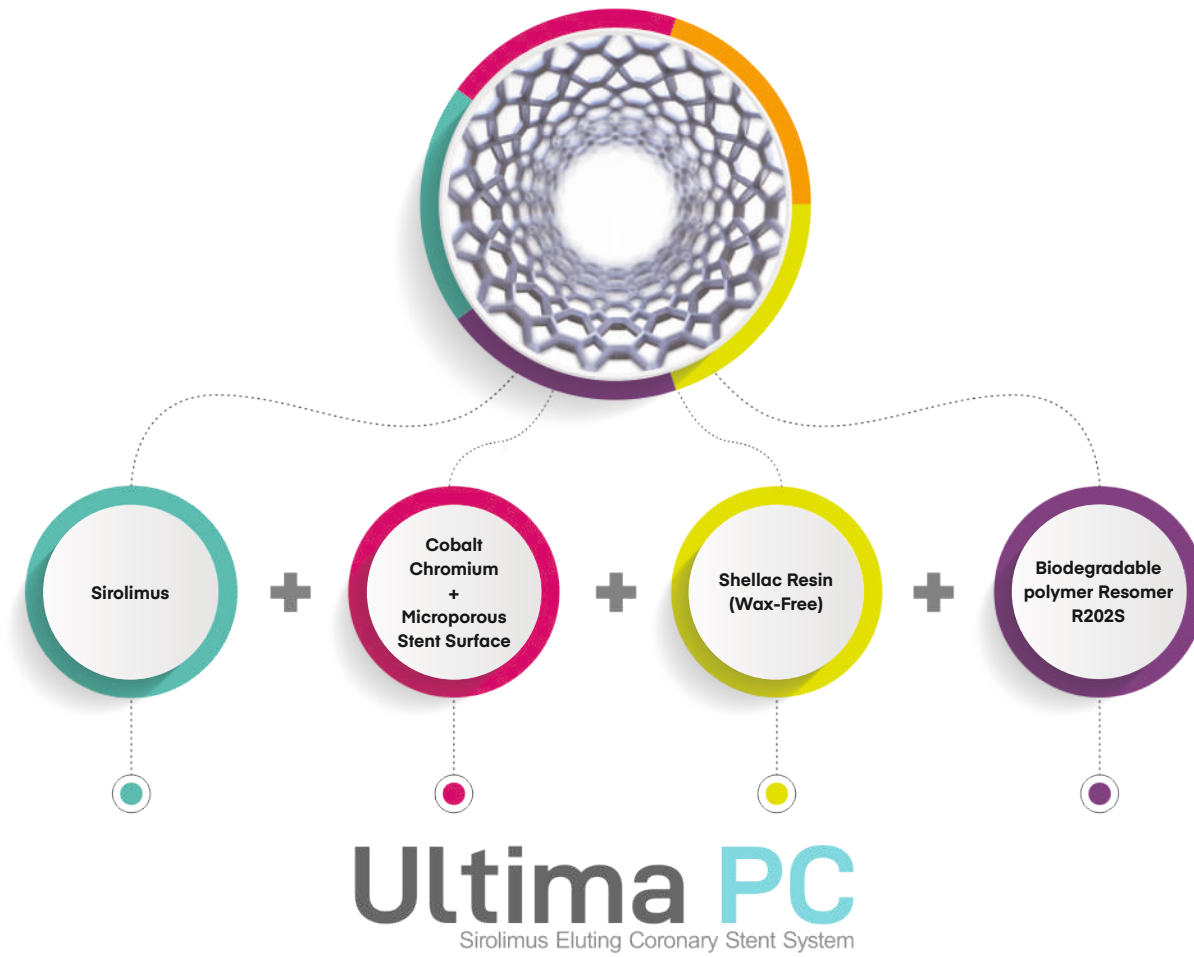 Sirolimus
Cobalt
Chromium
+
Microporous
Stent Surface
Shellac Resin
(Wax-Free)
Biodegradable
polymer Resomer
R202S
Ultima PC
Sirolimus Eluting Coronary Stent System